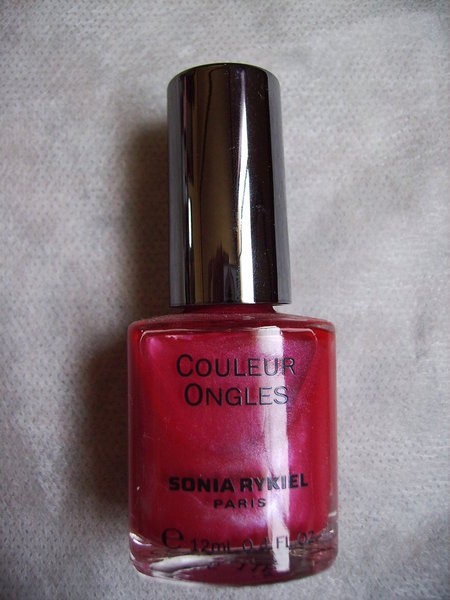 COULEUR
ONGLES
SONIA RYKIEL
PARIS
C 12mL 0.4 FL.OZ.